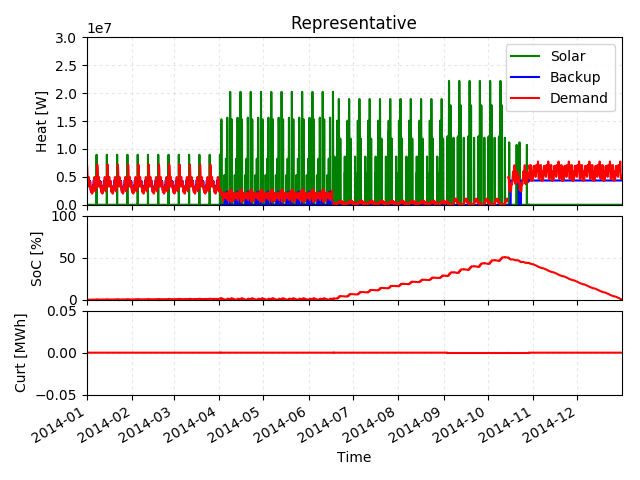 Representative
1e7
3.0
2.5
2.0
1.5
1.0
0.5
0.0
Heat [W]
Solar
Backup
Demand
100
50
0
SoC [%]
0.05
0.00
−0.05
Curt [MWh]
2014-01
2014-02
2014-03
2014-04
2014-05
2014-06
2014-07
2014-08
2014-09
2014-10
2014-11
2014-12
Time